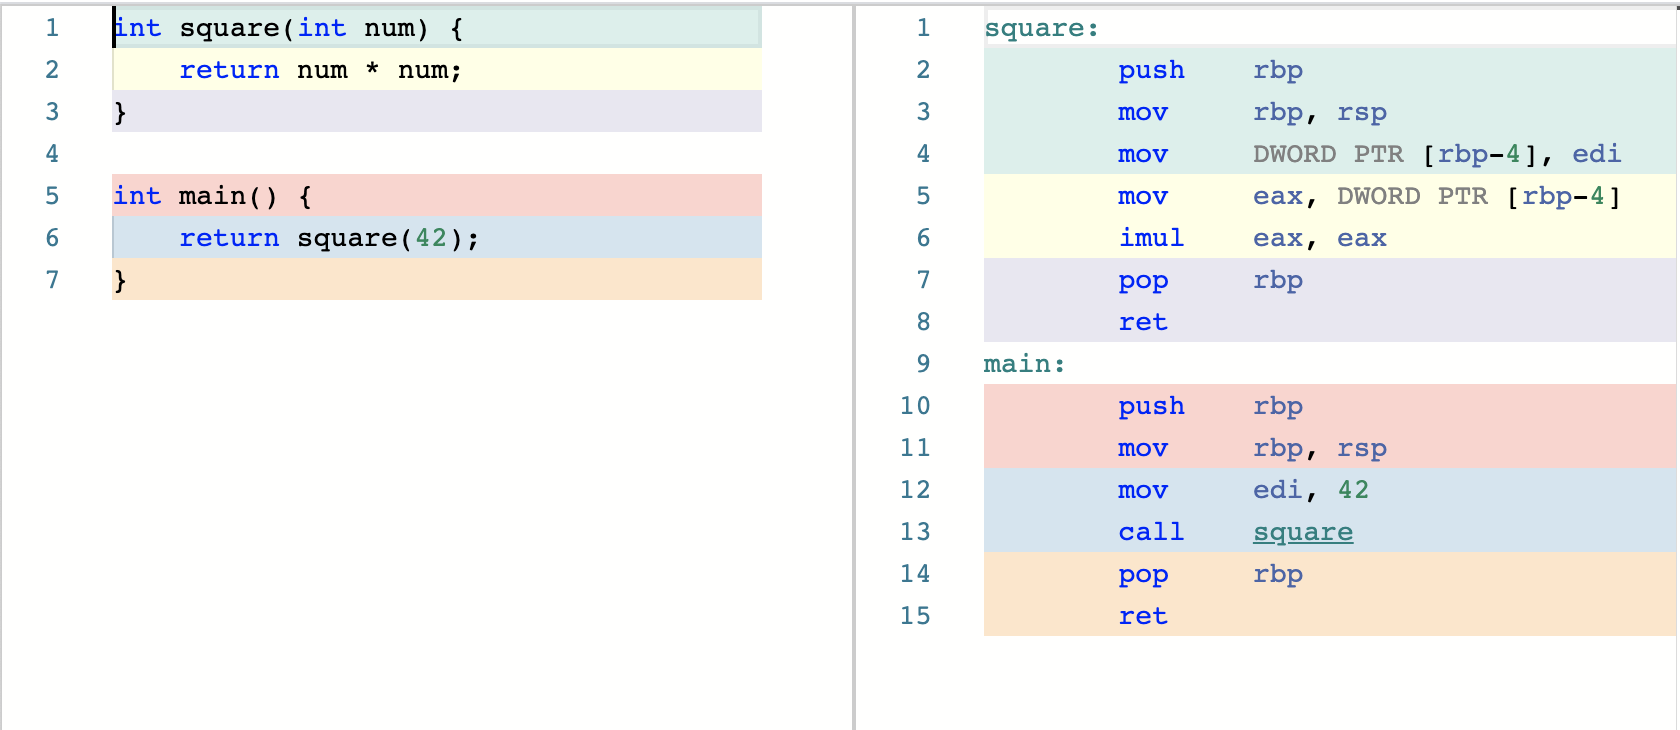 1 int square(int num) {
2     return num * num;
3 }
4
5 int main() {
6     return square(42);
7 }
1 square:
2         push    rbp
3         mov     rbp, rsp
4         mov     DWORD PTR [rbp-4], edi
5         mov     eax, DWORD PTR [rbp-4]
6         imul    eax, eax
7         pop     rbp
8         ret
9 main:
10         push    rbp
11         mov     rbp, rsp
12         mov     edi, 42
13         call    square
14         pop     rbp
15         ret